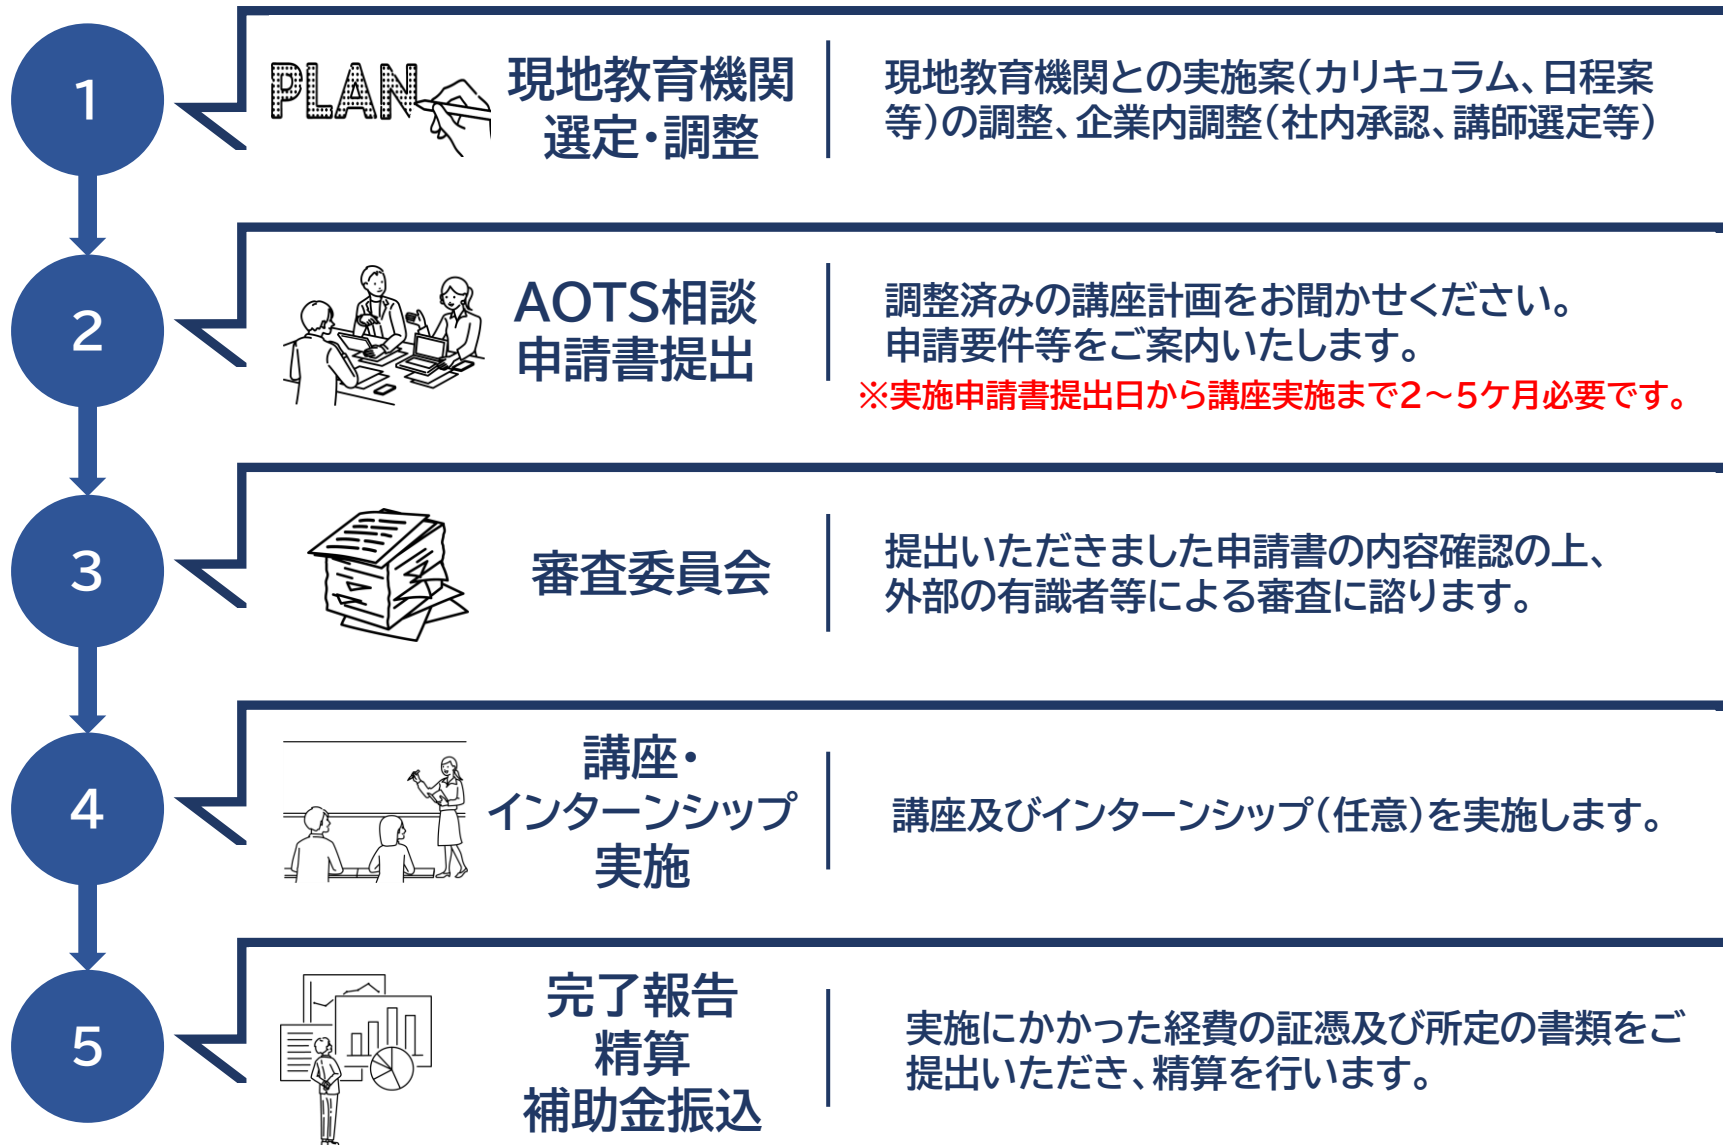 1
PLAN
現地教育機関
選定・調整
現地教育機関との実施案(カリキュラム、日程案
等)の調整、企業内調整(社内承認、講師選定等)
2
AOTS相談
申請書提出
調整済みの講座計画をお聞かせください。
申請要件等をご案内いたします。
※実施申請書提出日から講座実施まで2~5ケ月必要です。
3
審査委員会
提出いただきました申請書の内容確認の上、
外部の有識者等による審査に諮ります。
4
講座・
インターンシップ
実施
講座及びインターンシップ(任意)を実施します。
5
完了報告
精算
補助金振込
実施にかかった経費の証憑及び所定の書類をご
提出いただき、精算を行います。